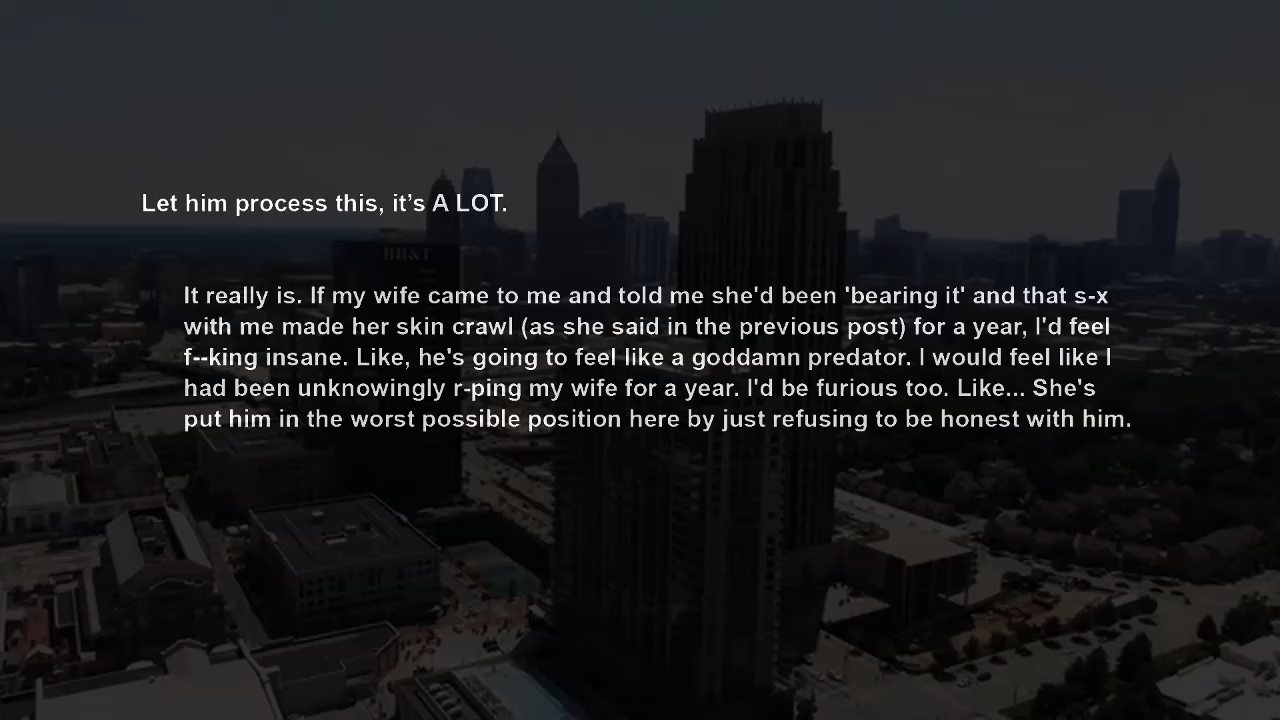 Let him process this, it’s A LOT.
BB&T
It really is. If my wife came to me and told me she'd been 'bearing it' and that s-x
with me made her skin crawl (as she said in the previous post) for a year, I'd feel
f--king insane. Like, he's going to feel like a goddamn predator. I would feel like I
had been unknowingly r-ping my wife for a year. I'd be furious too. Like... She's
put him in the worst possible position here by just refusing to be honest with him.